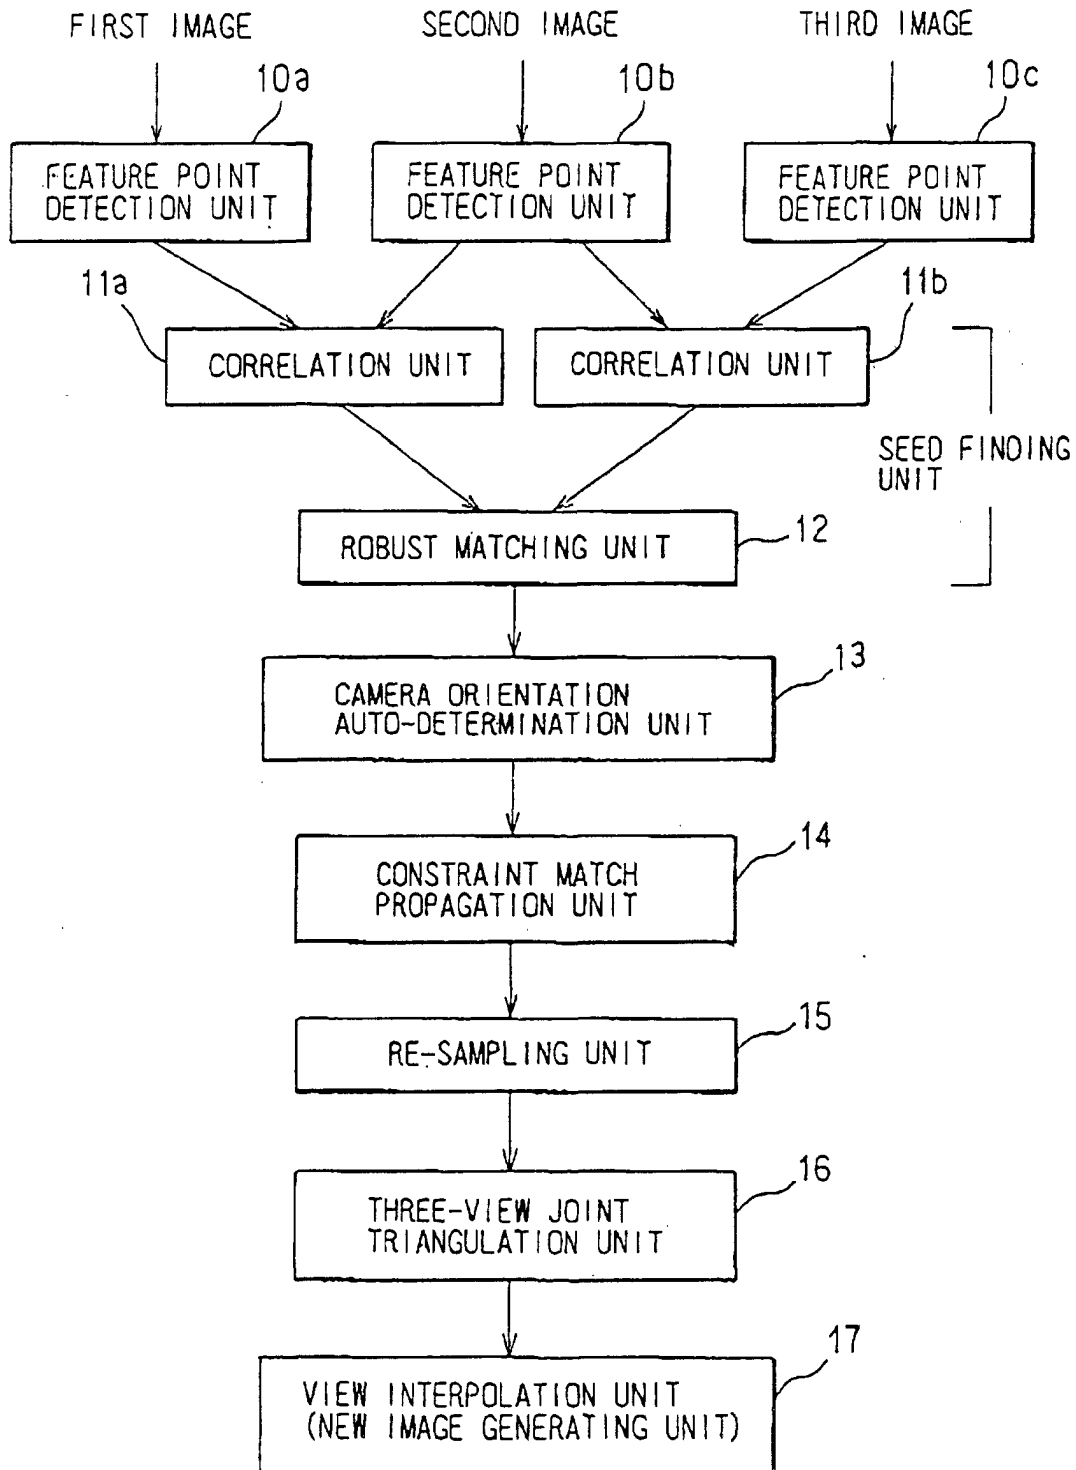 FIRST IMAGE
SECOND IMAGE
THIRD IMAGE
10a
10b
10c
FEATURE POINT
DETECTION UNIT
FEATURE POINT
DETECTION UNIT
FEATURE POINT
DETECTION UNIT
11a
11b
CORRELATION UNIT
CORRELATION UNIT
SEED FINDING
UNIT
ROBUST MATCHING UNIT
12
CAMERA ORIENTATION
AUTO-DETERMINATION UNIT
13
CONSTRAINT MATCH
PROPAGATION UNIT
14
RE-SAMPLING UNIT
15
THREE-VIEW JOINT
TRIANGULATION UNIT
16
VIEW INTERPOLATION UNIT
(NEW IMAGE GENERATING UNIT)
17